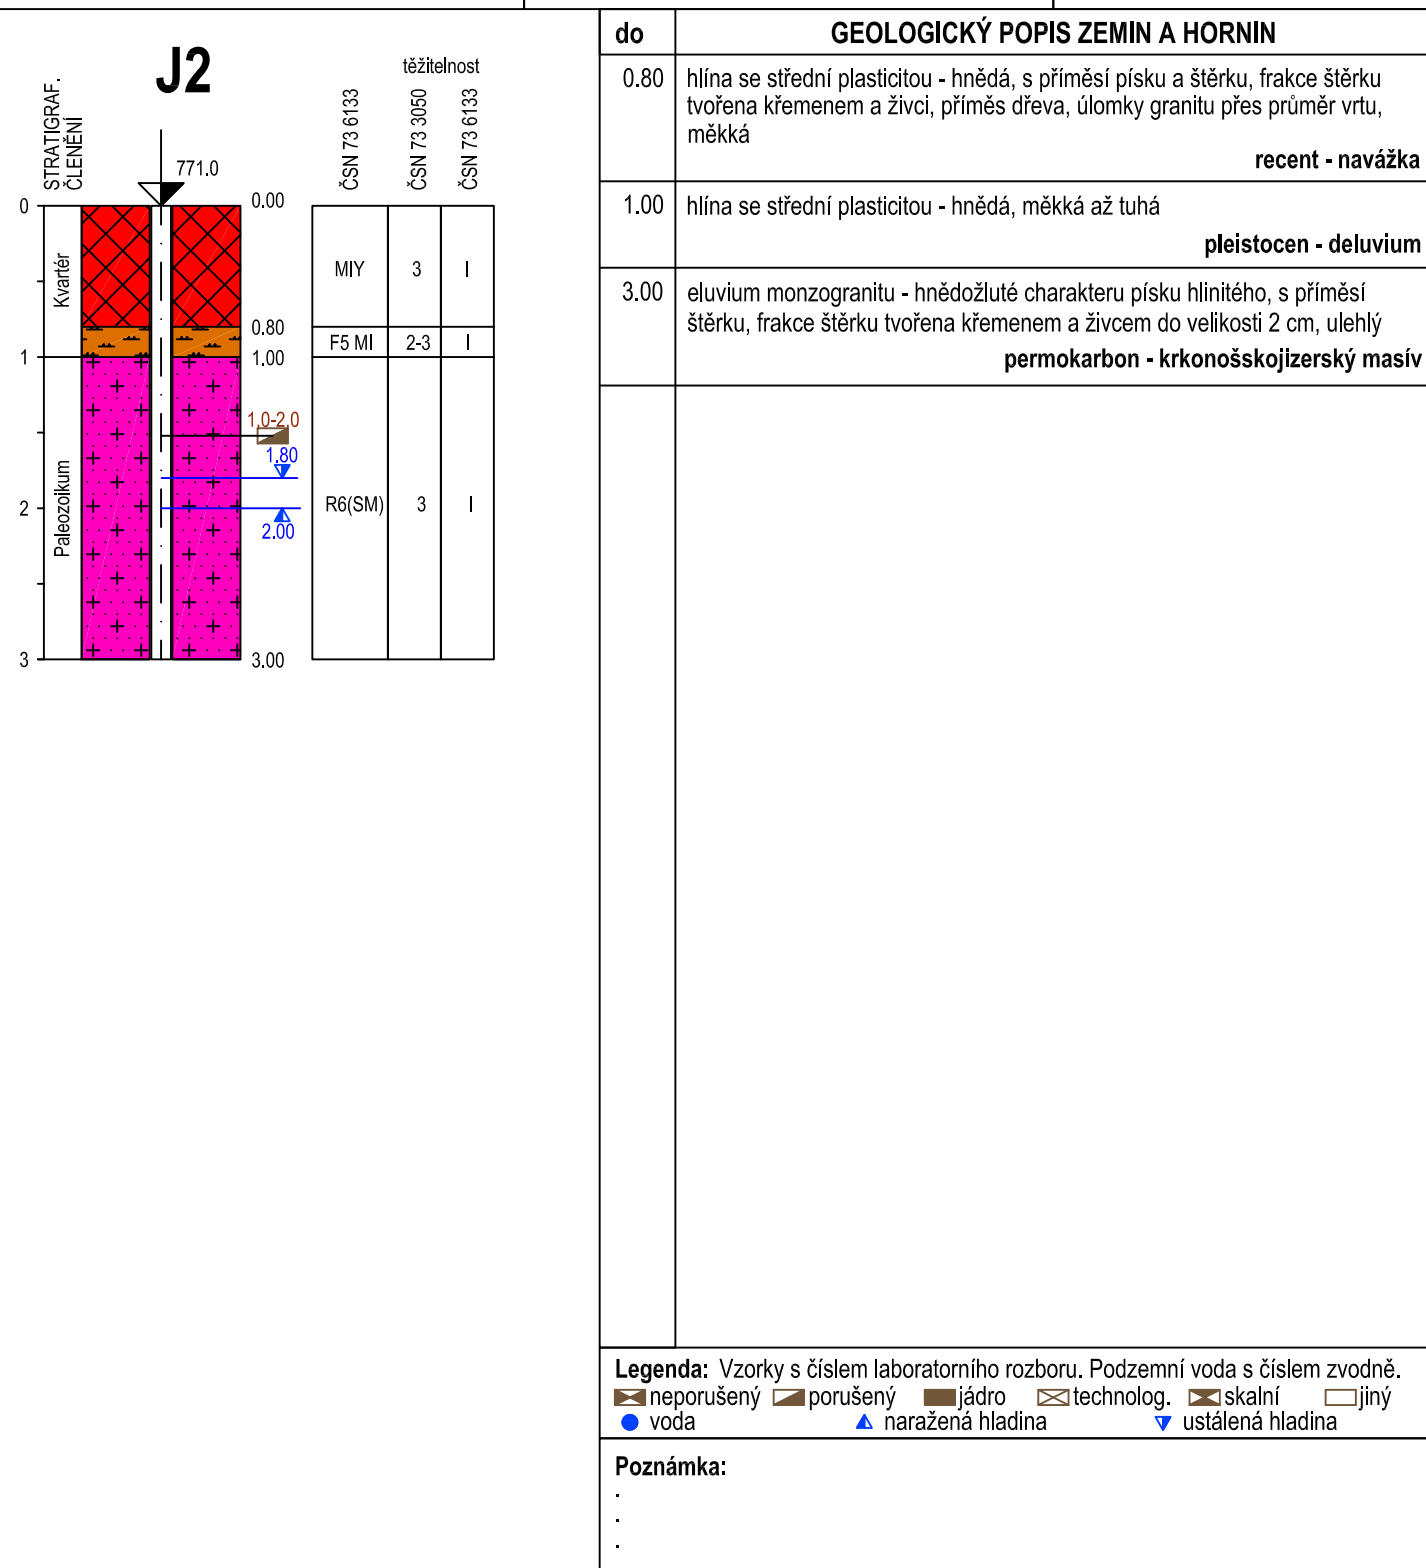 J2
těžitelnost
STRATIGRAF.
ČLENĚNÍ
ČSN 73 6133
ČSN 73 3050
ČSN 73 6133
771.0
0
0.00
Kvartér
MIY 3 I
0.80
F5 MI 2-3 I
1
1.00
1.0-2.0
1.80
Paleozoikum
2
R6(SM) 3 I
2.00
3
3.00
do GEOLOGICKÝ POPIS ZEMIN A HORNIN
0.80 hlína se střední plasticitou - hnědá, s příměsí písku a štěrku, frakce štěrku
tvořena křemenem a živci, příměs dřeva, úlomky granitu přes průměr vrtu,
měkká
recent - navážka
1.00 hlína se střední plasticitou - hnědá, měkká až tuhá
pleistocen - deluvium
3.00 eluvium monzogranitu - hnědožluté charakteru písku hlinitého, s příměsí
štěrku, frakce štěrku tvořena křemenem a živcem do velikosti 2 cm, ulehlý
permokarbon - krkonošskojizerský masív
Legenda: Vzorky s číslem laboratorního rozboru. Podzemní voda s číslem zvodně.
neporušený porušený jádro technolog. skalní jiný
voda naražená hladina ustálená hladina
Poznámka:
.
.
.